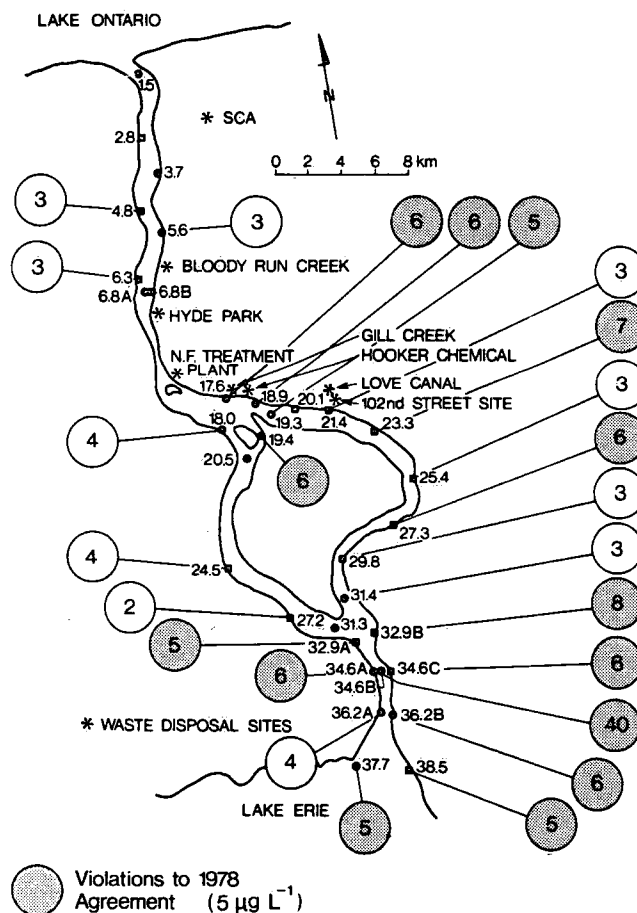 LAKE ONTARIO
1.5
N
* SCA
2.8
0 2 4 6 8 km
3.7
3
4.8
5.6
3
6
6
5
3
6.3
* BLOODY RUN CREEK
3
6.8A
6.8B
* HYDE PARK
GILL CREEK
7
N.F. TREATMENT
* PLANT
HOOKER CHEMICAL
* LOVE CANAL
* 102nd STREET SITE
17.6
18.9
20.1
19.3
21.4
23.3
3
18.0
19.4
4
20.5
6
25.4
6
27.3
3
29.8
4
24.5
31.4
3
2
27.2
31.3
32.9B
8
5
32.9A
6
34.6A
34.6C
34.6B
40
36.2A
36.2B
* WASTE DISPOSAL SITES
4
37.7
38.5
6
LAKE ERIE
5
5
Violations to 1978
Agreement (5 µg L⁻¹)